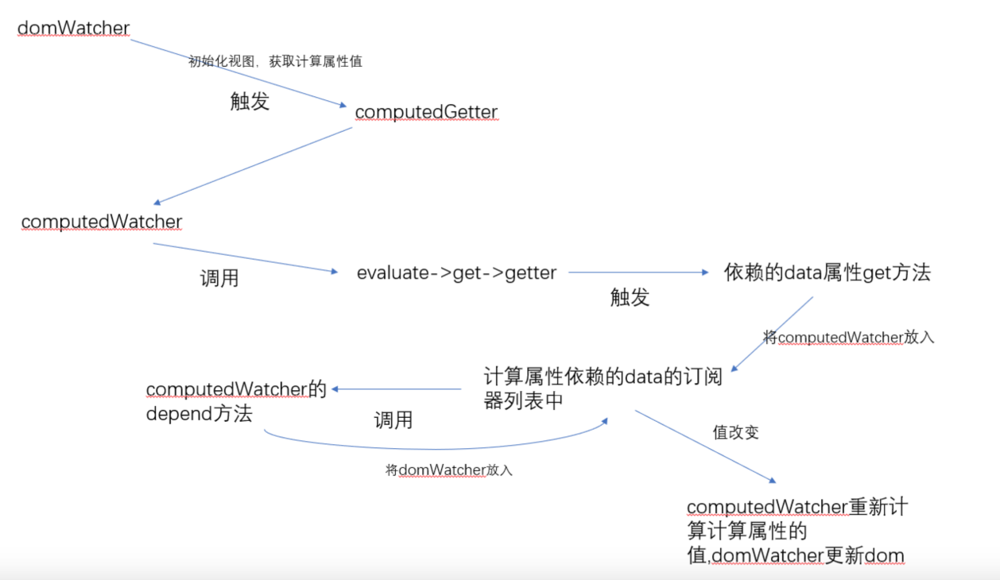 domWatcher
初始化视图，获取计算属性值
触发
computedGetter
computedWatcher
调用
evaluate->get->getter
触发
依赖的data属性get方法
将computedWatcher放入
计算属性依赖的data的订阅
器列表中
computedWatcher的
depend方法
调用
将domWatcher放入
值改变
computedWatcher重新计
算计算属性的
值,domWatcher更新dom